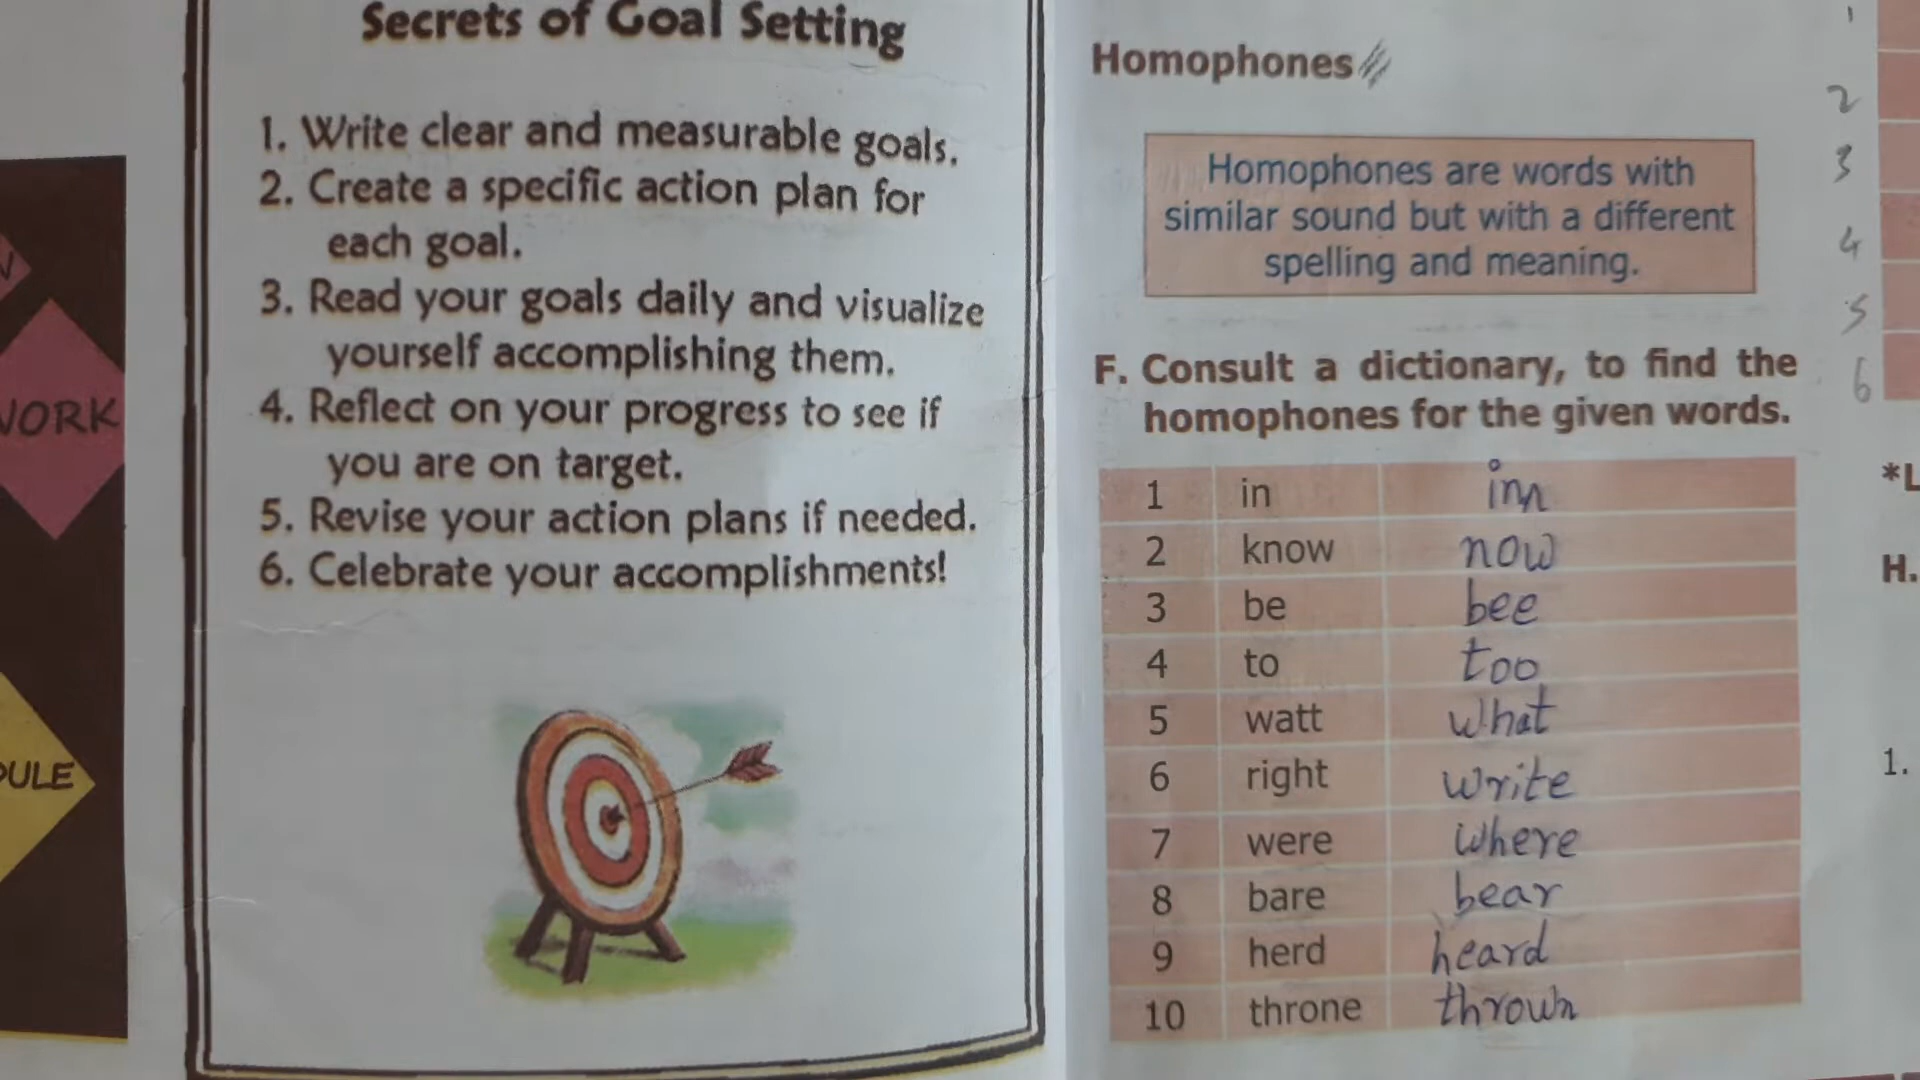 Secrets of Goal Setting
1. Write clear and measurable goals.
2. Create a specific action plan for
each goal.
3. Read your goals daily and visualize
yourself accomplishing them.
4. Reflect on your progress to see if
you are on target.
5. Revise your action plans if needed.
6. Celebrate your accomplishments!
Homophones
Homophones are words with
similar sound but with a different
spelling and meaning.
F. Consult a dictionary, to find the
homophones for the given words.
1 in inn
2 know now
3 be bee
4 to too
5 watt what
6 right write
7 were where
8 bare bear
9 herd heard
10 throne thrown
1
2
3
4
5
6
*L
H.
1.